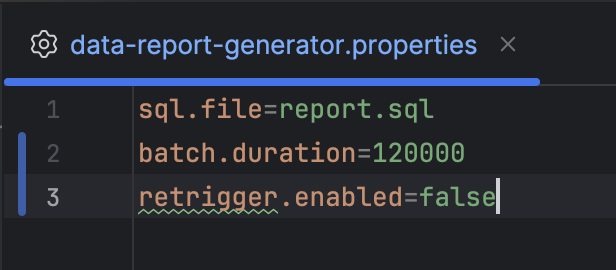 data-report-generator.properties
1 sql.file=report.sql
2 batch.duration=120000
3 retrigger.enabled=false